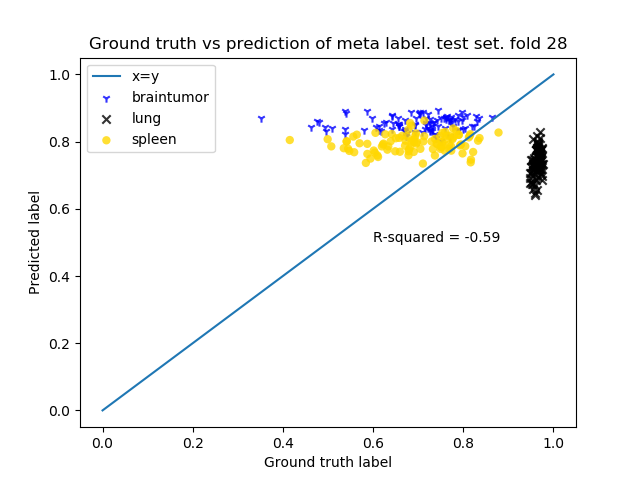 Ground truth vs prediction of meta label. test set. fold 28
x=y
braintumor
lung
spleen
1.0
0.8
0.6
0.4
0.2
0.0
Predicted label
R-squared = -0.59
0.0 0.2 0.4 0.6 0.8 1.0
Ground truth label